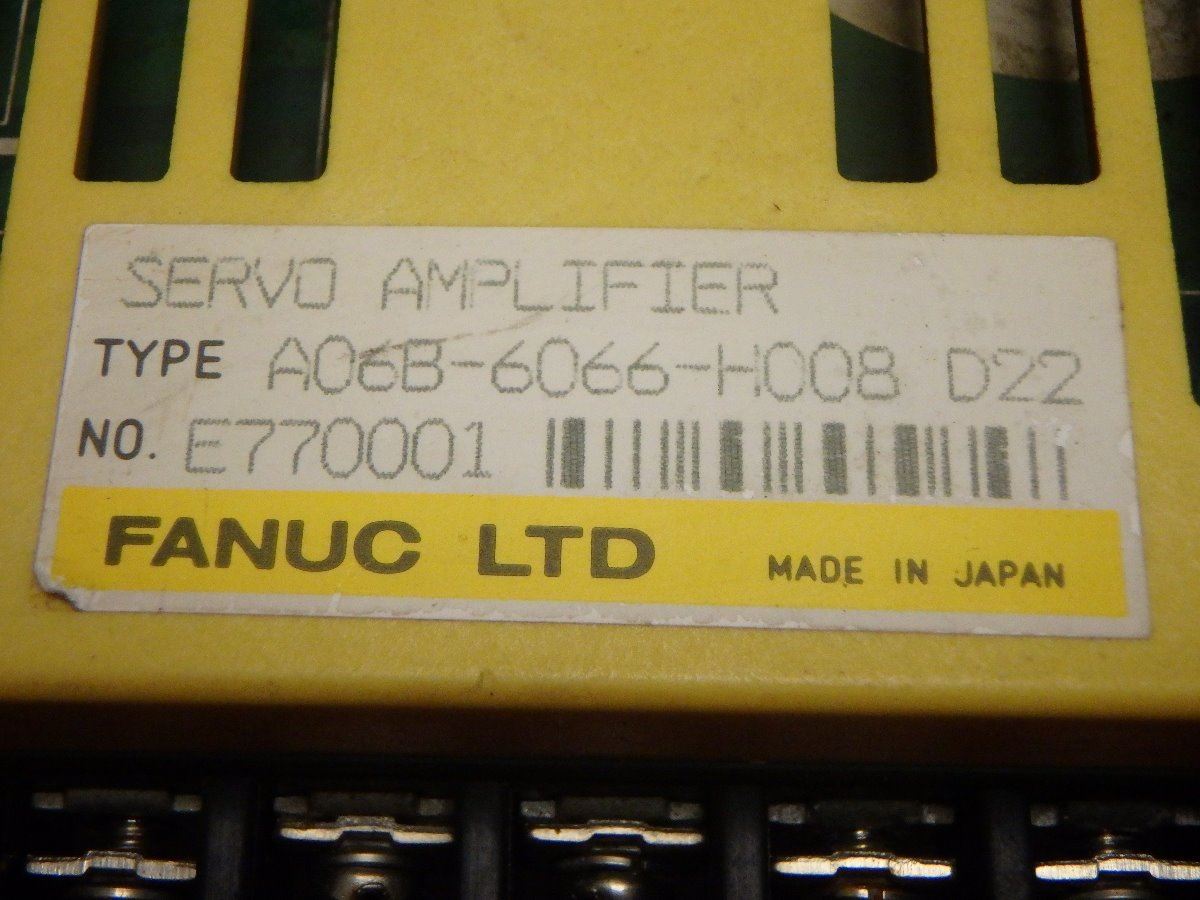 SERVO AMPLIFIER
TYPE A06B-6066-H008 D22
NO. E770001
FANUC LTD MADE IN JAPAN